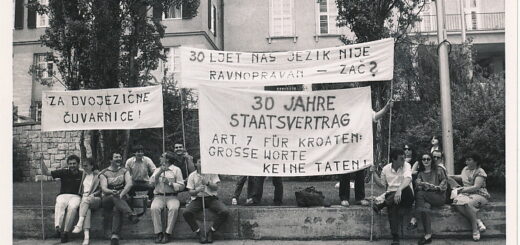 30 LJET NAŠ JEZIK NIJE
RAVNOPRAVAN — ZAČ?
ZA DVOJEZIČNE
ČUVARNICE!
30 JAHRE
STAATSVERTRAG
ART. 7 FÜR KROATEN:
GROSSE WORTE
KEINE TATEN!